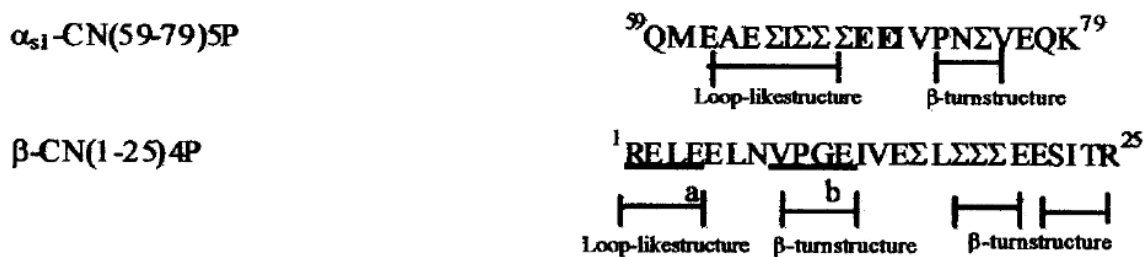 αs1-CN(59-79)5P
59QMEAEΣIΣΣΣEEIVPNΣVEQK79
Loop-likestructure
β-turnstructure
β-CN(1-25)4P
1RELEELNVPGEIVEΣLΣΣΣEESITR25
a
b
Loop-likestructure
β-turnstructure
β-turnstructure